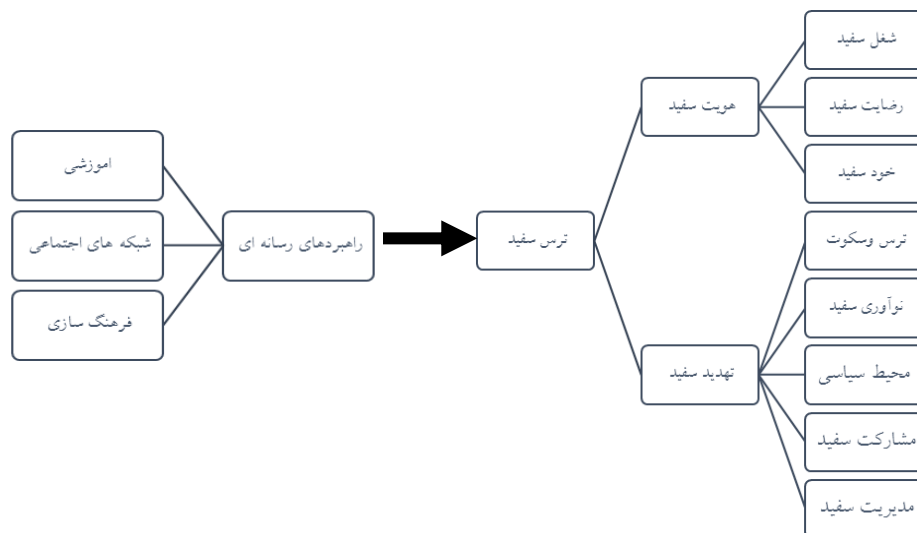 شغل سفید
رضایت سفید
خود سفید
هویت سفید
ترس وسکوت
نوآوری سفید
محیط سیاسی
مشارکت سفید
مدیریت سفید
تهدید سفید
ترس سفید
راهبردهای رسانه ای
اموزشی
شبکه های اجتماعی
فرهنگ سازی